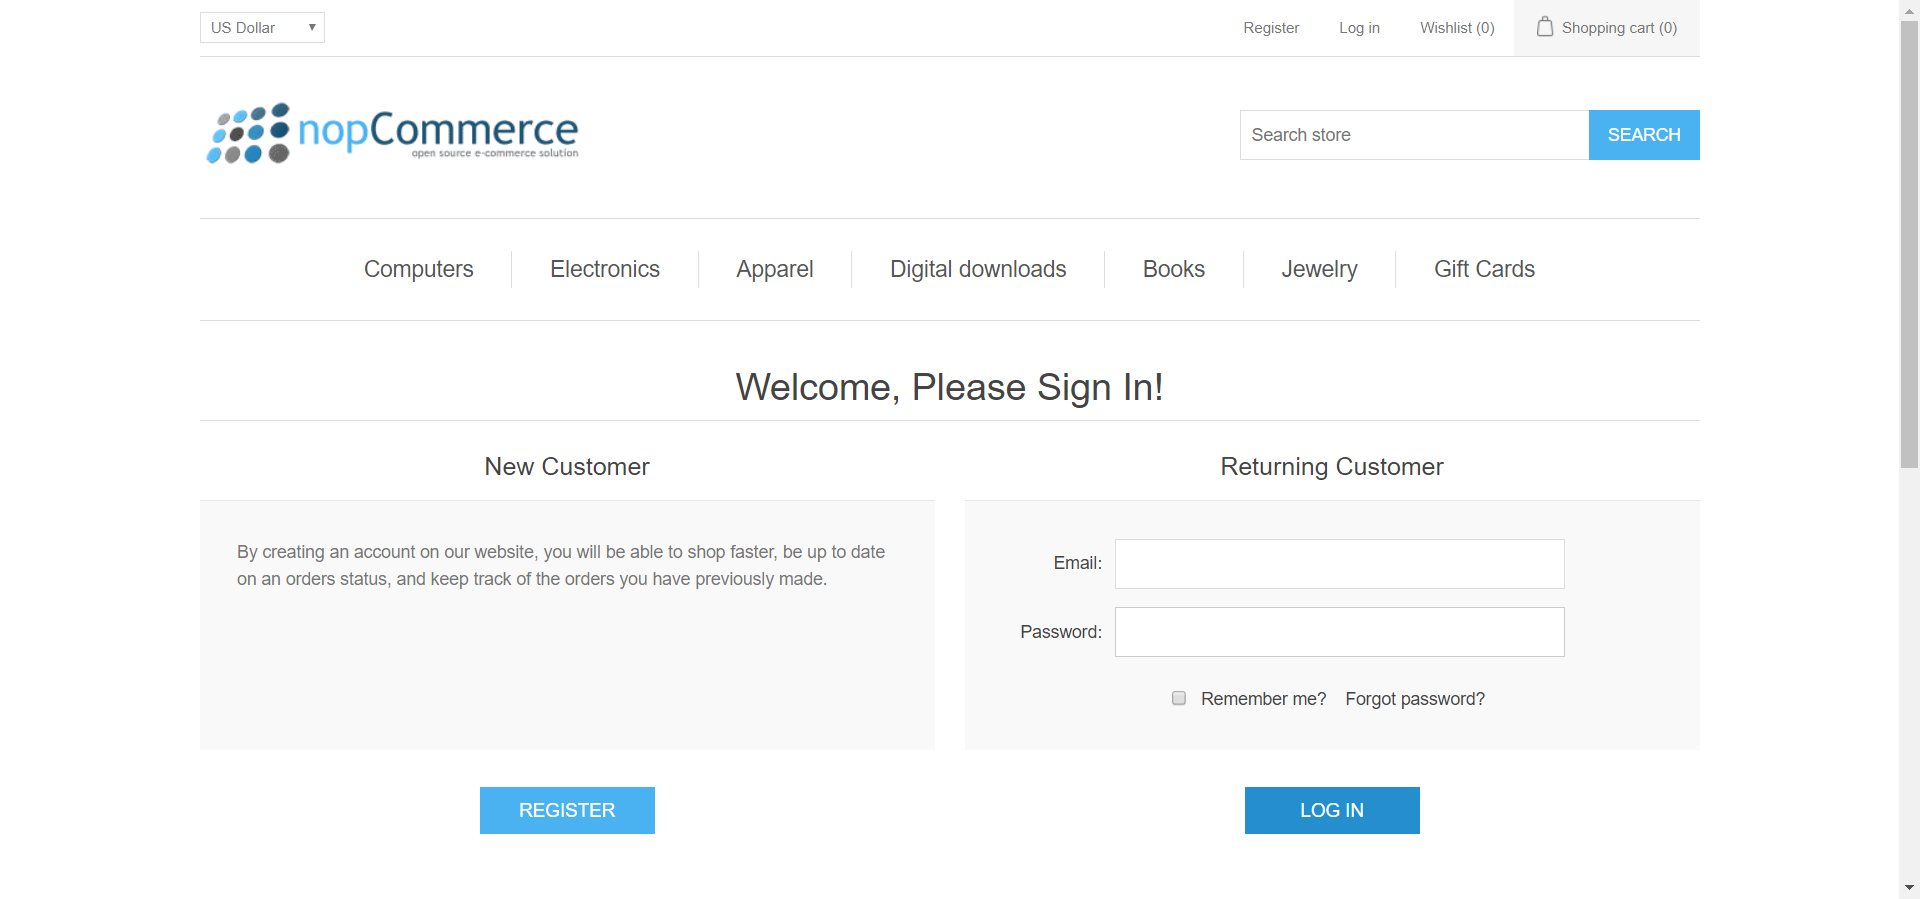 US Dollar
Register
Log in
Wishlist (0)
Shopping cart (0)
nopCommerce
open source e-commerce solution
Search store
SEARCH
Computers
Electronics
Apparel
Digital downloads
Books
Jewelry
Gift Cards
Welcome, Please Sign In!
New Customer
By creating an account on our website, you will be able to shop faster, be up to date
on an orders status, and keep track of the orders you have previously made.
REGISTER
Returning Customer
Email:
Password:
Remember me?
Forgot password?
LOG IN